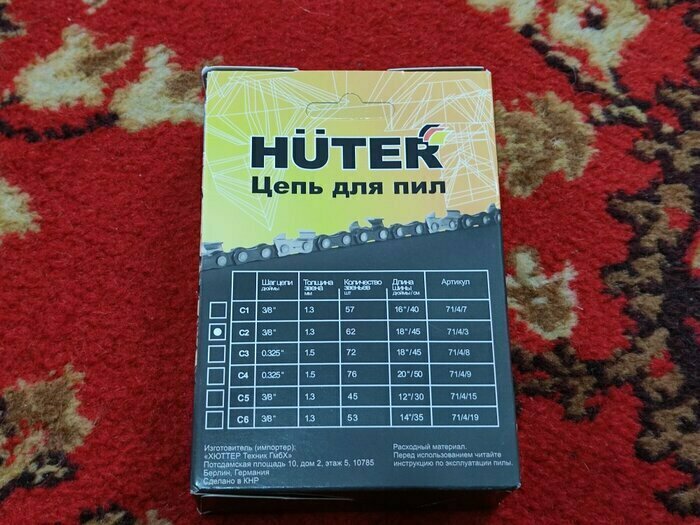 HÜTER
Цепь для пил
Шаг цепи дюймы Толщина звена мм Количество звеньев шт Длина шины дюймы/см Артикул
C1 3/8" 1.3 57 16"/40 71/4/7
C2 3/8" 1.3 62 18"/45 71/4/3
C3 0.325" 1.5 72 18"/45 71/4/8
C4 0.325" 1.5 76 20"/50 71/4/9
C5 3/8" 1.3 45 12"/30 71/4/15
C6 3/8" 1.3 53 14"/35 71/4/19
Изготовитель (импортер):
«ХЮТТЕР Техник ГмбХ»
Потсдамская площадь 10, дом 2, этаж 5, 10785
Берлин, Германия
Сделано в КНР
Расходный материал.
Перед использованием читайте
инструкцию по эксплуатации пилы.